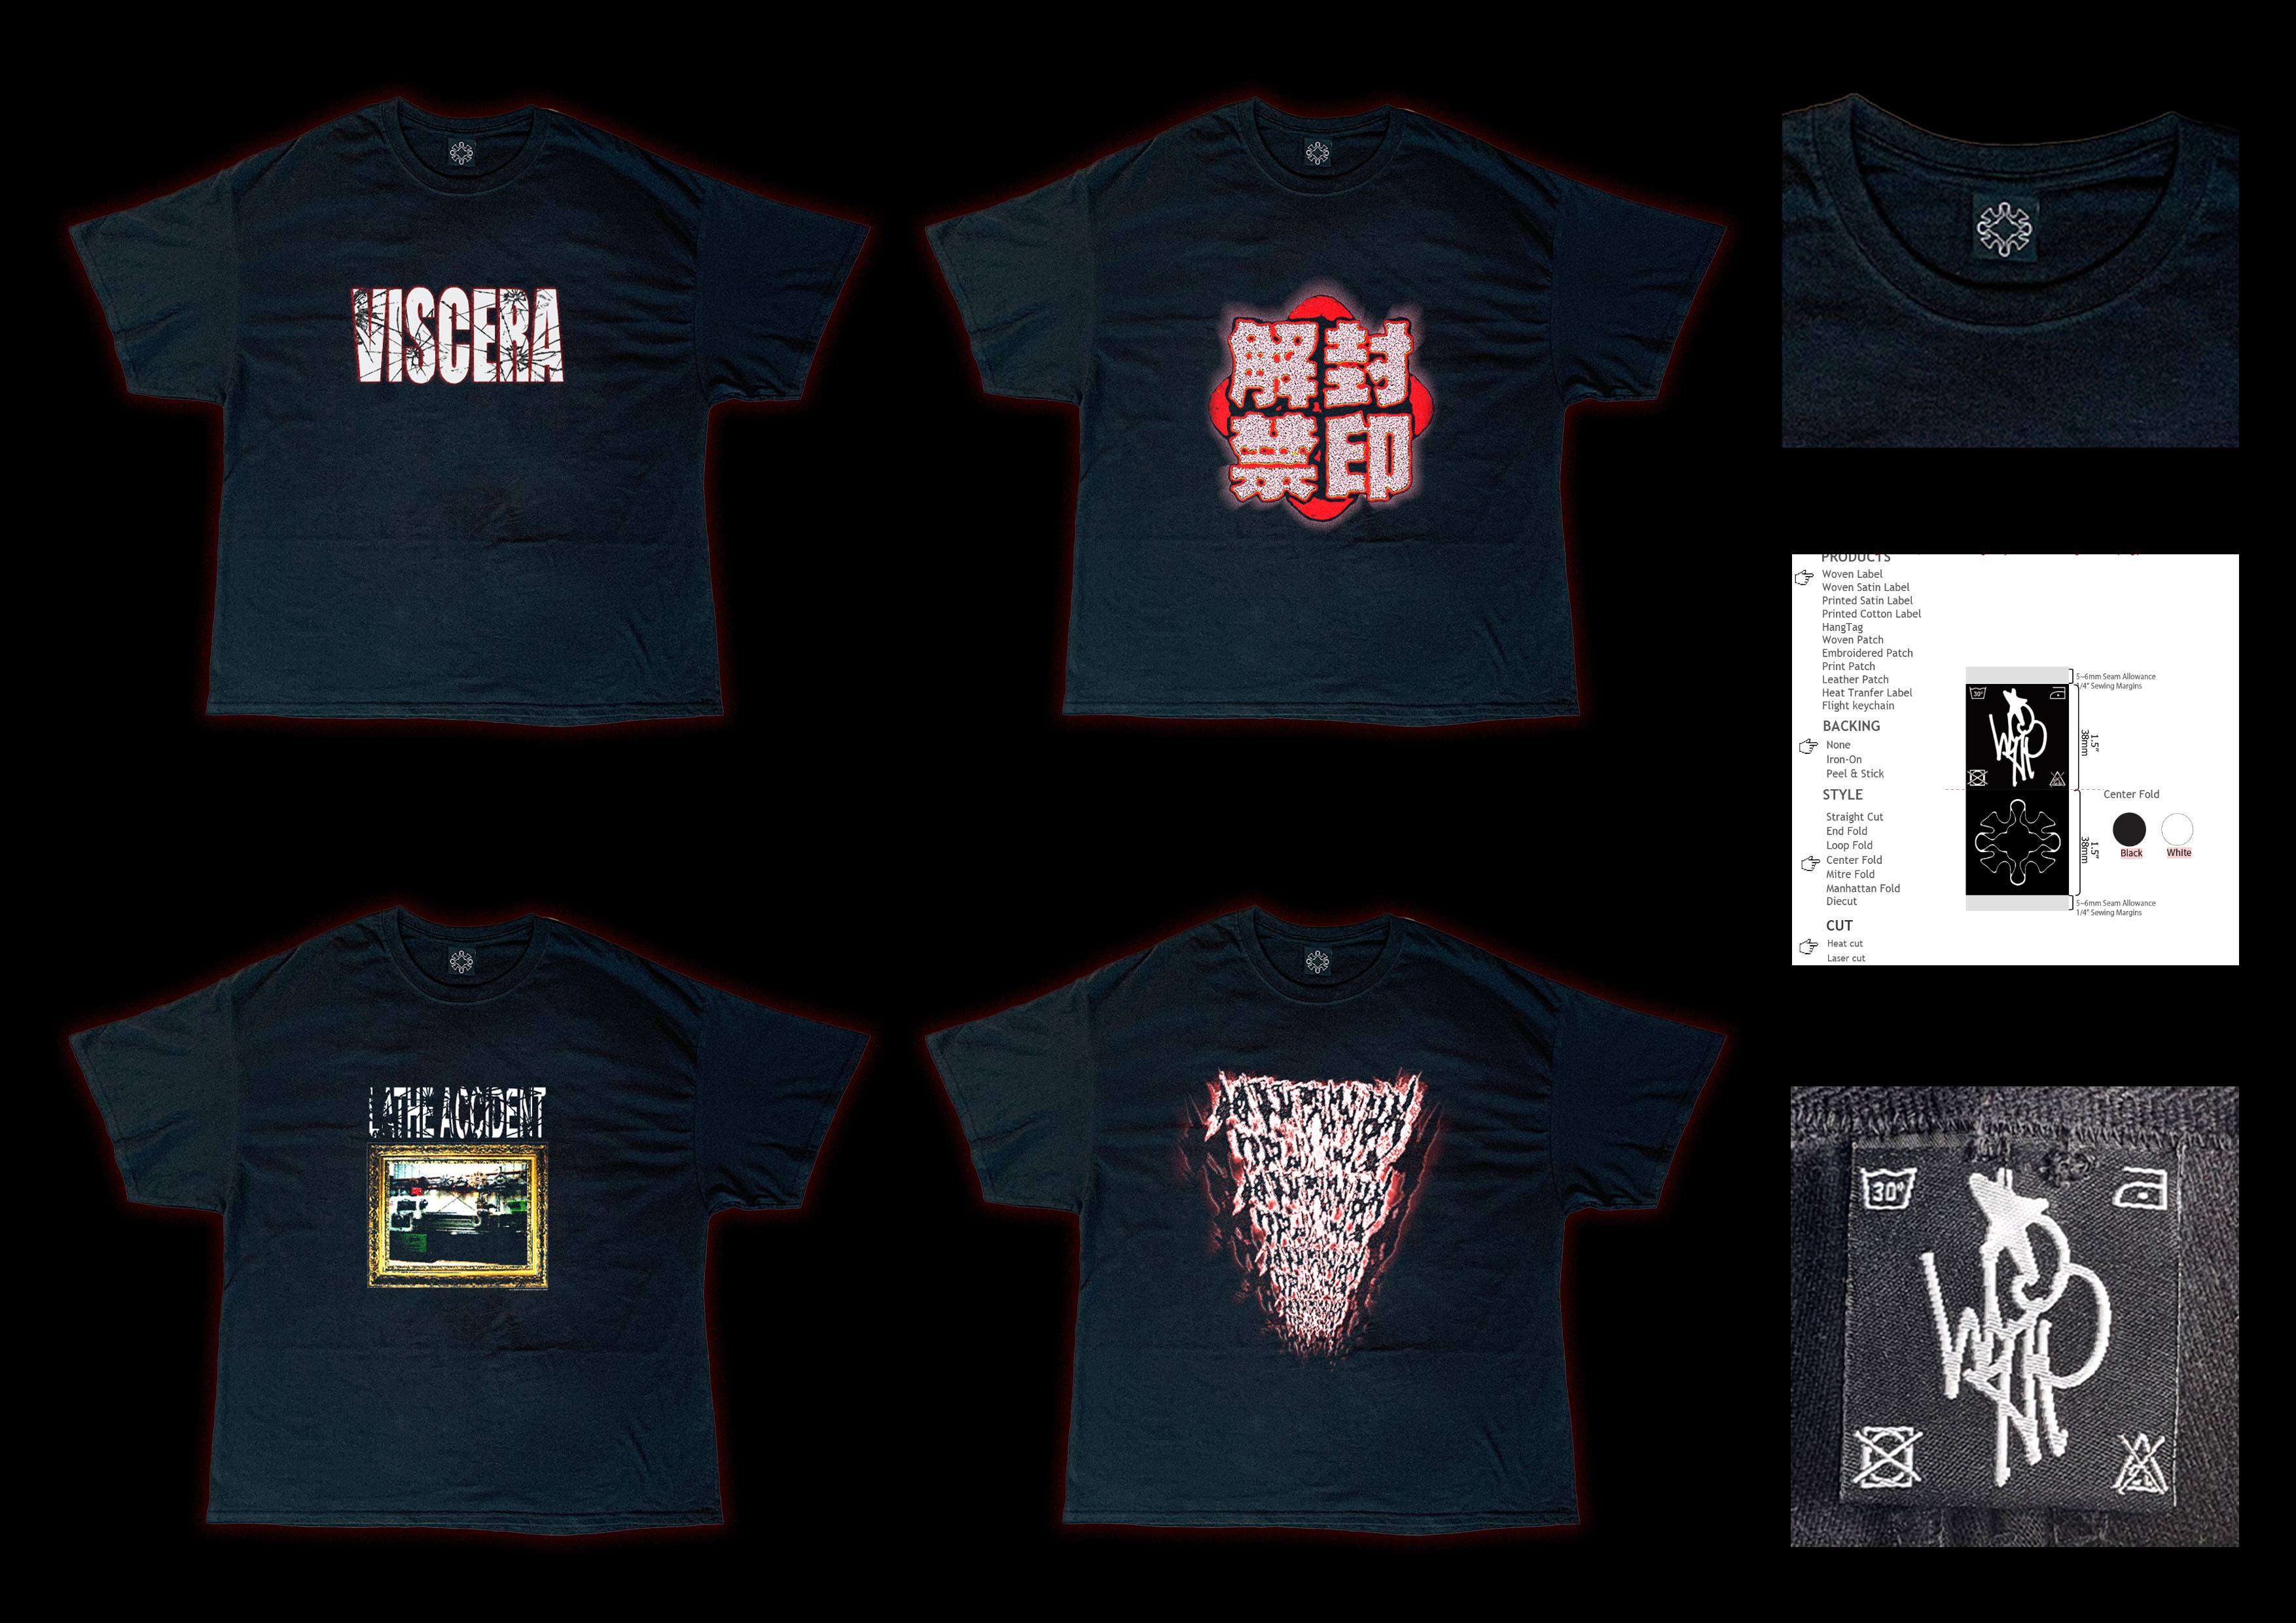 VISCERA
解封
禁印
LATHE ACCIDENT
PRODUCTS
Woven Label
Woven Satin Label
Printed Satin Label
Printed Cotton Label
HangTag
Woven Patch
Embroidered Patch
Print Patch
Leather Patch
Heat Tranfer Label
Flight keychain
BACKING
None
Iron-On
Peel & Stick
STYLE
Straight Cut
End Fold
Loop Fold
Center Fold
Mitre Fold
Manhattan Fold
Diecut
CUT
Heat cut
Laser cut
5~6mm Seam Allowance
1/4" Sewing Margins
30°
1.5"
38mm
Center Fold
1.5"
38mm
Black
White
5~6mm Seam Allowance
1/4" Sewing Margins
30°